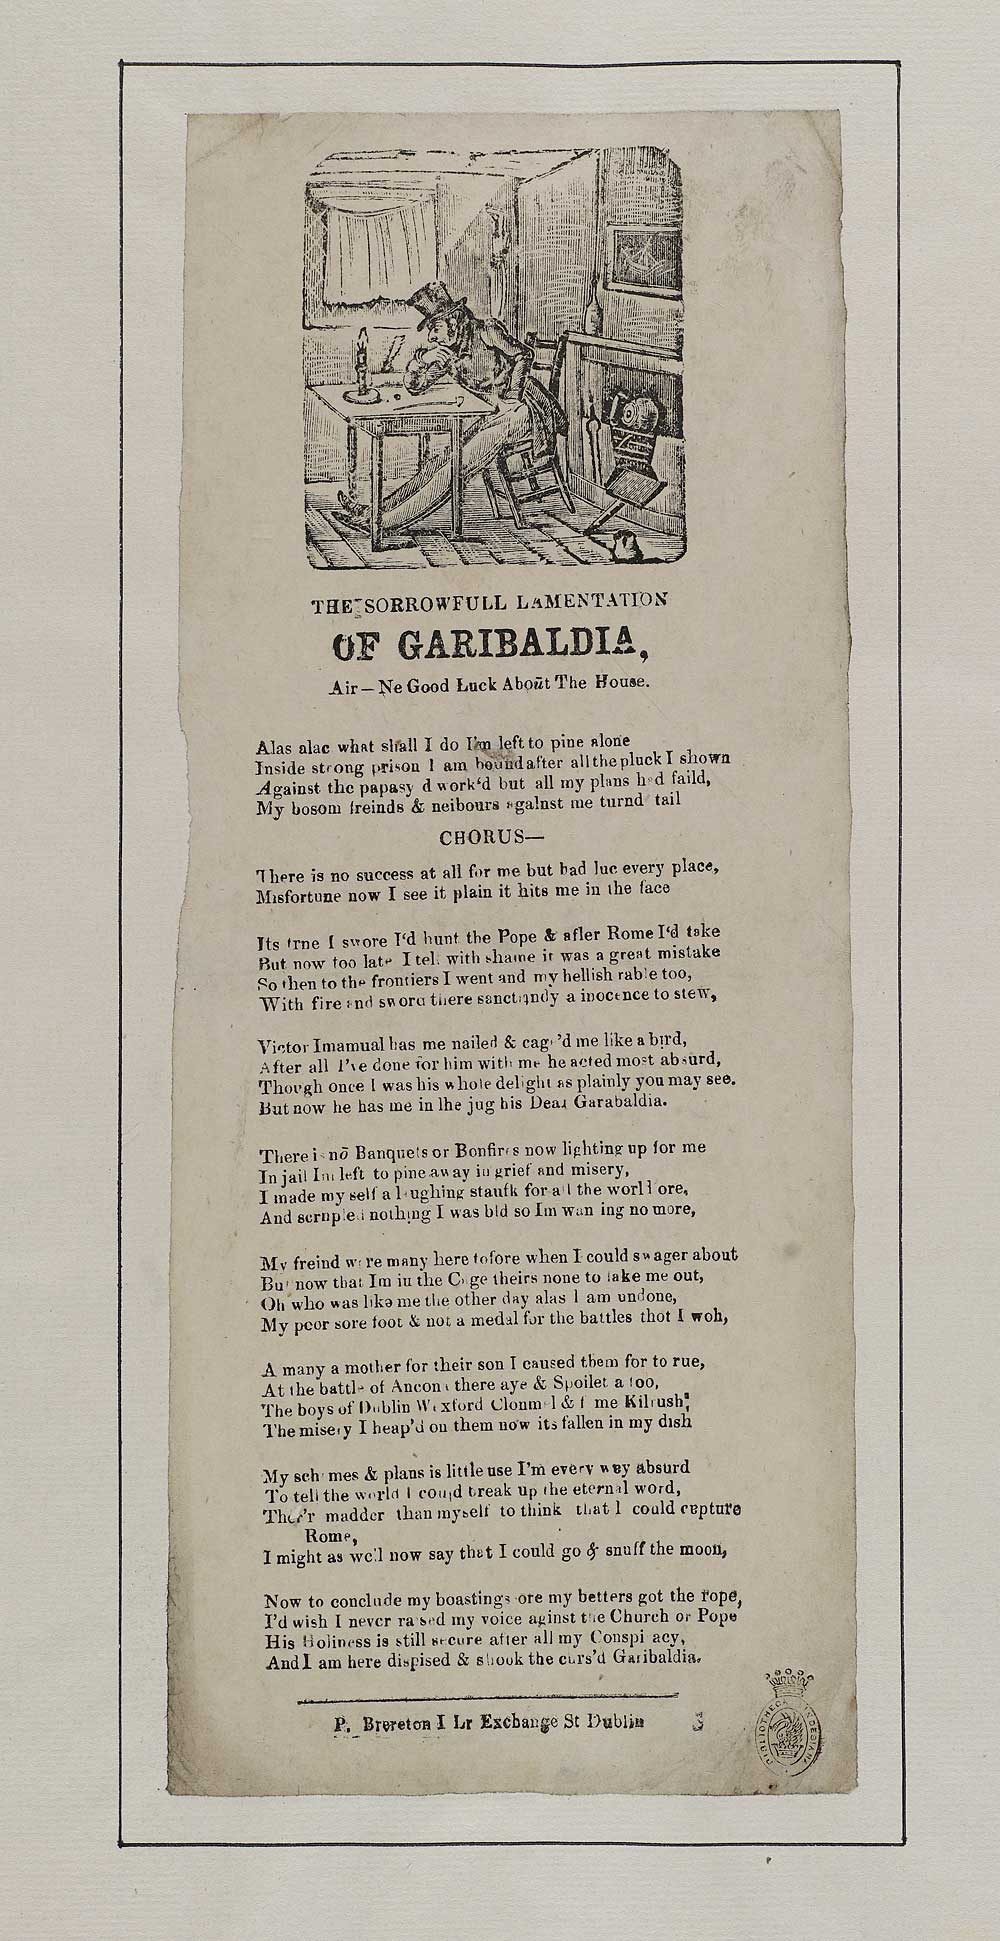 THE SORROWFULL LAMENTATION
OF GARIBALDIA,
Air — Ne Good Luck Aboūt The House.
Alas alac what shall I do I'm left to pine alone
Inside strong prison I am bound after all the pluck I shown
Against thc papasy d work'd but all my plans had faild,
My bosom freinds & neibours against me turnd tail
CHORUS—
There is no success at all for me but bad luc every place,
Misfortune now I see it plain it hits me in the face
Its trne I swore I'd hunt the Pope & afler Rome I'd take
But now too late I tell with shame it was a great mistake
So then to the frontiers I went and my hellish rable too,
With fire and sword there a inocence to stew,
Victor Imamual has me nailed & cage'd me like a bird,
After all I've done for him with me he acted most absurd,
Though once I was his whole delight as plainly you may see.
But now he has me in lhe jug his Dear Garabaldia.
There is nō Banquets or Bonfires now lighting up for me
In jail Im left to pine away in grief and misery,
I made my self a laughing staufk for all the world ore,
And scrnpled nothing I was bld so Im wan ing no more,
My freind were many here tofore when I could swager about
But now that Im in the Cage theirs none to take me out,
Oh who was like me the other day alas I am undone,
My poor sore foot & not a medal for the battles thot I woh,
A many a mother for their son I caused them for to rue,
At the battle of Ancona there aye & Spoilet a too,
The boys of Dublin Wexford Clonmel & f me Kilrush,
The misery I heap'd on them now its fallen in my dish
My schemes & plans is little use I'm every way absurd
To tell the world I could break up the eternal word,
Thei'r madder than myself to think that I could capture
Rome,
I might as well now say that I could go & snuff the moon,
Now to conclude my boastings ore my betters got the rope,
I'd wish I never raised my voice aginst the Church or Pope
His Holiness is still secure after all my Conspi acy,
And I am here dispised & shook the curs'd Garibaldia.
P. Brereton I Lr Exchange St Dublin 3
BIBLIOTHECA LINDESIANA